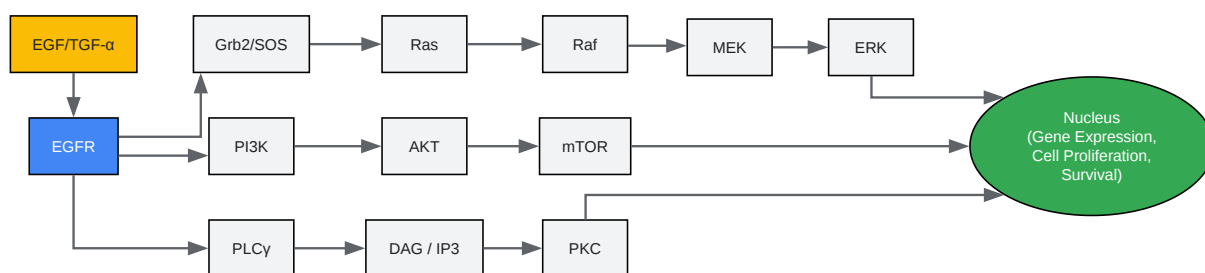 EGF/TGF-α
Grb2/SOS
Ras
Raf
MEK
ERK
EGFR
PI3K
AKT
mTOR
Nucleus
(Gene Expression,
Cell Proliferation,
Survival)
PLCγ
DAG / IP3
PKC